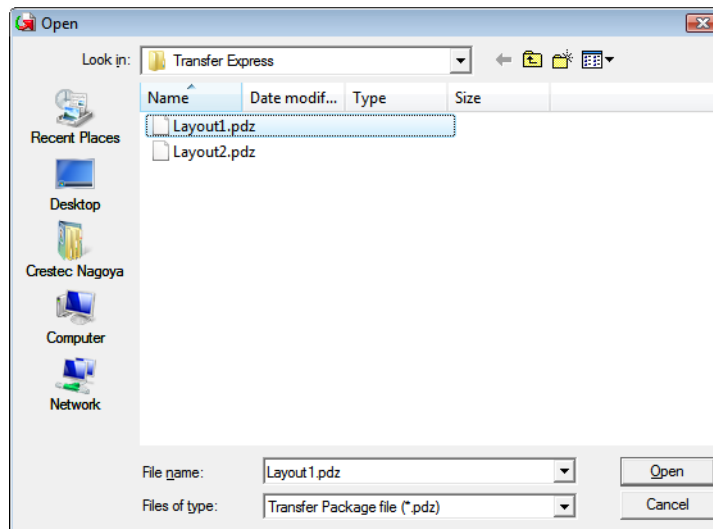 Open
Look in: Transfer Express
Name Date modif... Type Size
Layout1.pdz
Layout2.pdz
Recent Places
Desktop
Crestec Nagoya
Computer
Network
File name: Layout1.pdz Open
Files of type: Transfer Package file (*.pdz) Cancel